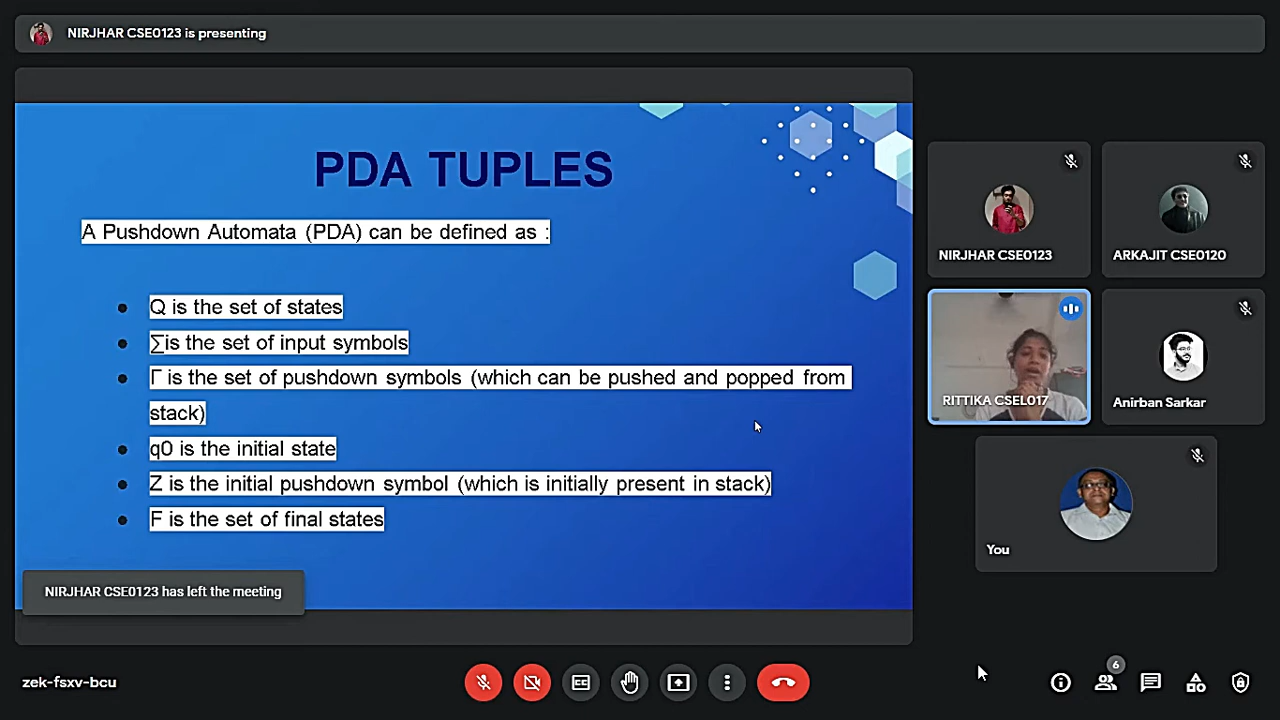 NIRJHAR CSE0123 is presenting
PDA TUPLES
A Pushdown Automata (PDA) can be defined as :
• Q is the set of states
• ∑is the set of input symbols
• Γ is the set of pushdown symbols (which can be pushed and popped from
stack)
• q0 is the initial state
• Z is the initial pushdown symbol (which is initially present in stack)
• F is the set of final states
NIRJHAR CSE0123 has left the meeting
NIRJHAR CSE0123
ARKAJIT CSE0120
RITTIKA CSEL017
Anirban Sarkar
You
zek-fsxv-bcu
6